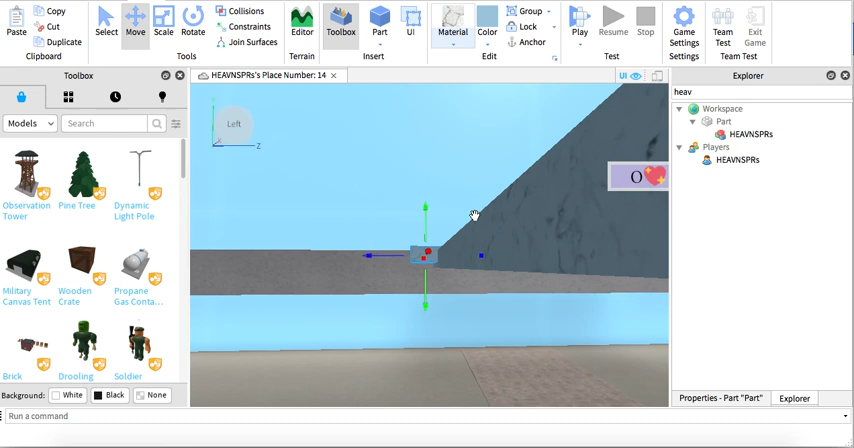 Copy
Cut
Duplicate
Paste
Clipboard
Select
Move
Scale
Rotate
Collisions
Constraints
Join Surfaces
Tools
Editor
Terrain
Toolbox
Part
UI
Insert
Material
Color
Group
Lock
Anchor
Edit
Play
Resume
Stop
Test
Game Settings
Settings
Team Test
Exit Game
Team Test
Toolbox
HEAVNSPRs's Place Number: 14
UI
Explorer
Models
Search
heav
Workspace
Part
HEAVNSPRs
Players
HEAVNSPRs
Left
Z
O
Observation Tower
Pine Tree
Dynamic Light Pole
Military Canvas Tent
Wooden Crate
Propane Gas Conta...
Brick
Drooling
Soldier
Background:
White
Black
None
Properties - Part "Part"
Explorer
Run a command